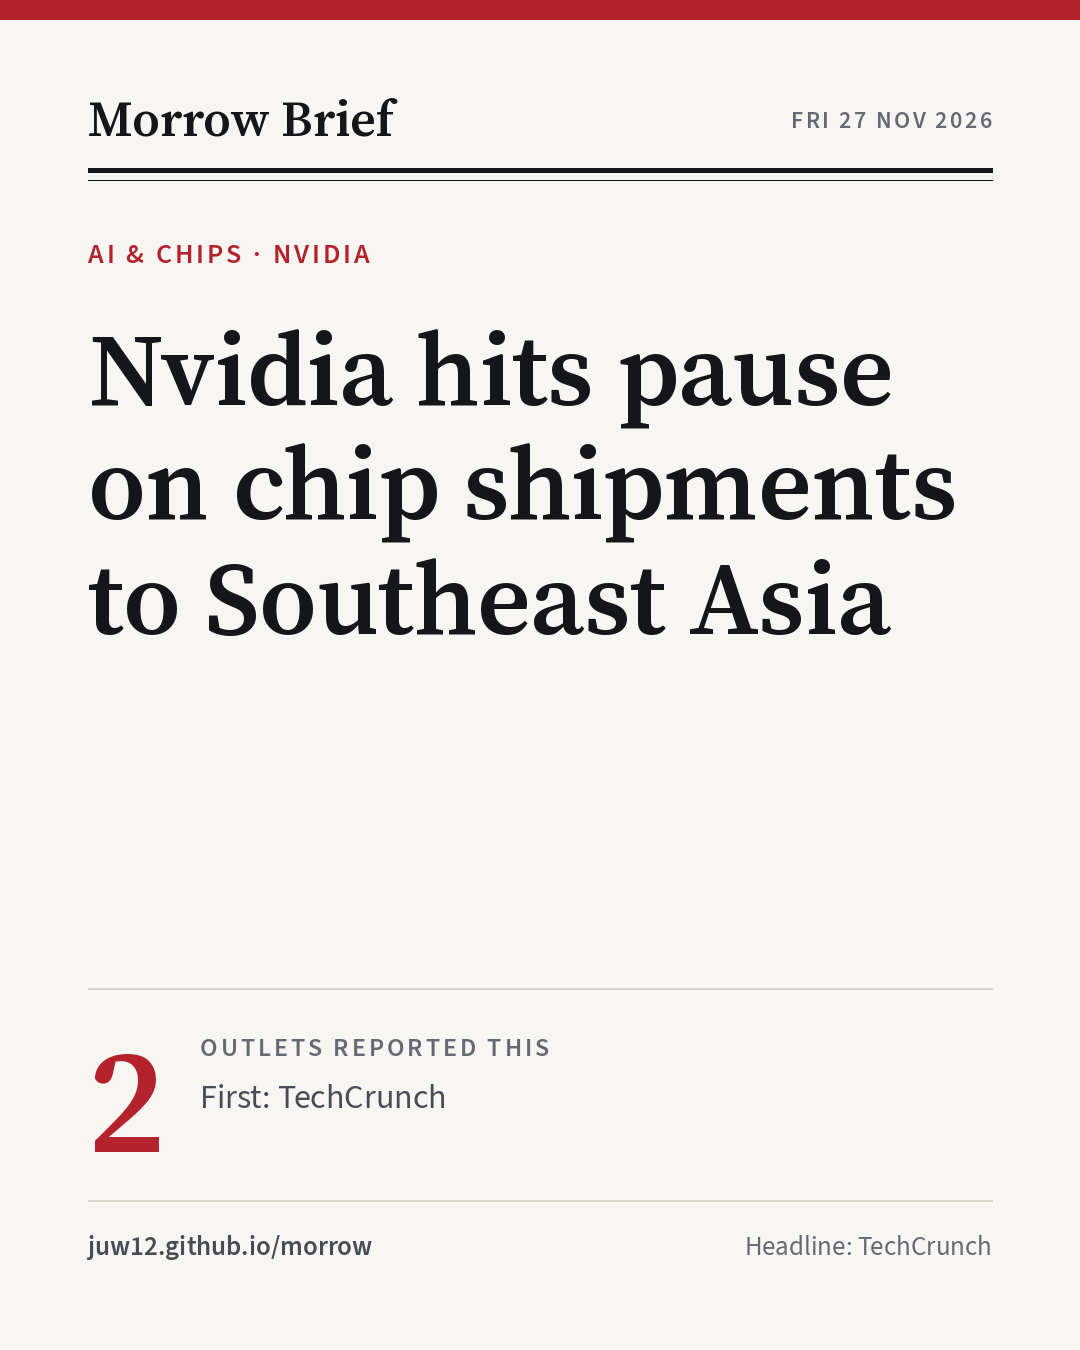 Morrow Brief
FRI 27 NOV 2026
AI & CHIPS · NVIDIA
Nvidia hits pause
on chip shipments
to Southeast Asia
2
OUTLETS REPORTED THIS
First: TechCrunch
juw12.github.io/morrow
Headline: TechCrunch